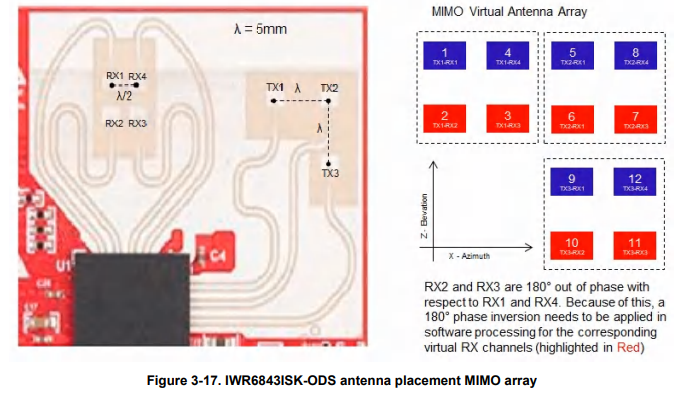 λ = 5mm
RX1 RX4
λ/2
RX2 RX3
TX1
λ
TX2
λ
TX3
U1
C4
MIMO Virtual Antenna Array
1
TX1-RX1
4
TX1-RX4
5
TX2-RX1
8
TX2-RX4
2
TX1-RX2
3
TX1-RX3
6
TX2-RX1
7
TX2-RX3
9
TX3-RX1
12
TX3-RX4
10
TX3-RX2
11
TX3-RX3
Z - Elevation
X - Azimuth
RX2 and RX3 are 180° out of phase with
respect to RX1 and RX4. Because of this, a
180° phase inversion needs to be applied in
software processing for the corresponding
virtual RX channels (highlighted in Red)
Figure 3-17. IWR6843ISK-ODS antenna placement MIMO array